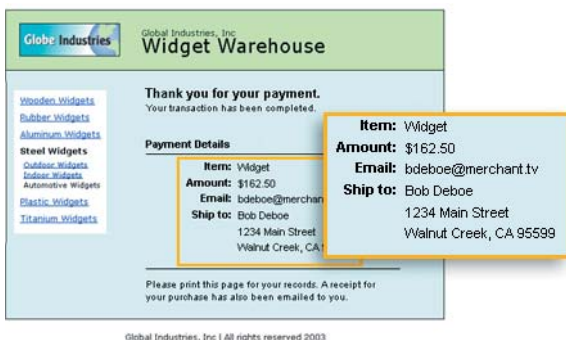 Globe Industries
Global Industries, Inc
Widget Warehouse
Wooden Widgets
Rubber Widgets
Aluminum Widgets
Steel Widgets
Outdoor Widgets
Indoor Widgets
Automotive Widgets
Plastic Widgets
Titanium Widgets
Thank you for your payment.
Your transaction has been completed.
Payment Details
Item: Widget
Amount: $162.50
Email: bdeboe@merchan
Ship to: Bob Deboe
1234 Main Street
Walnut Creek, CA
Item: Widget
Amount: $162.50
Email: bdeboe@merchant.tv
Ship to: Bob Deboe
1234 Main Street
Walnut Creek, CA 95599
Please print this page for your records. A receipt for
your purchase has also been emailed to you.
Global Industries, Inc | All rights reserved 2003